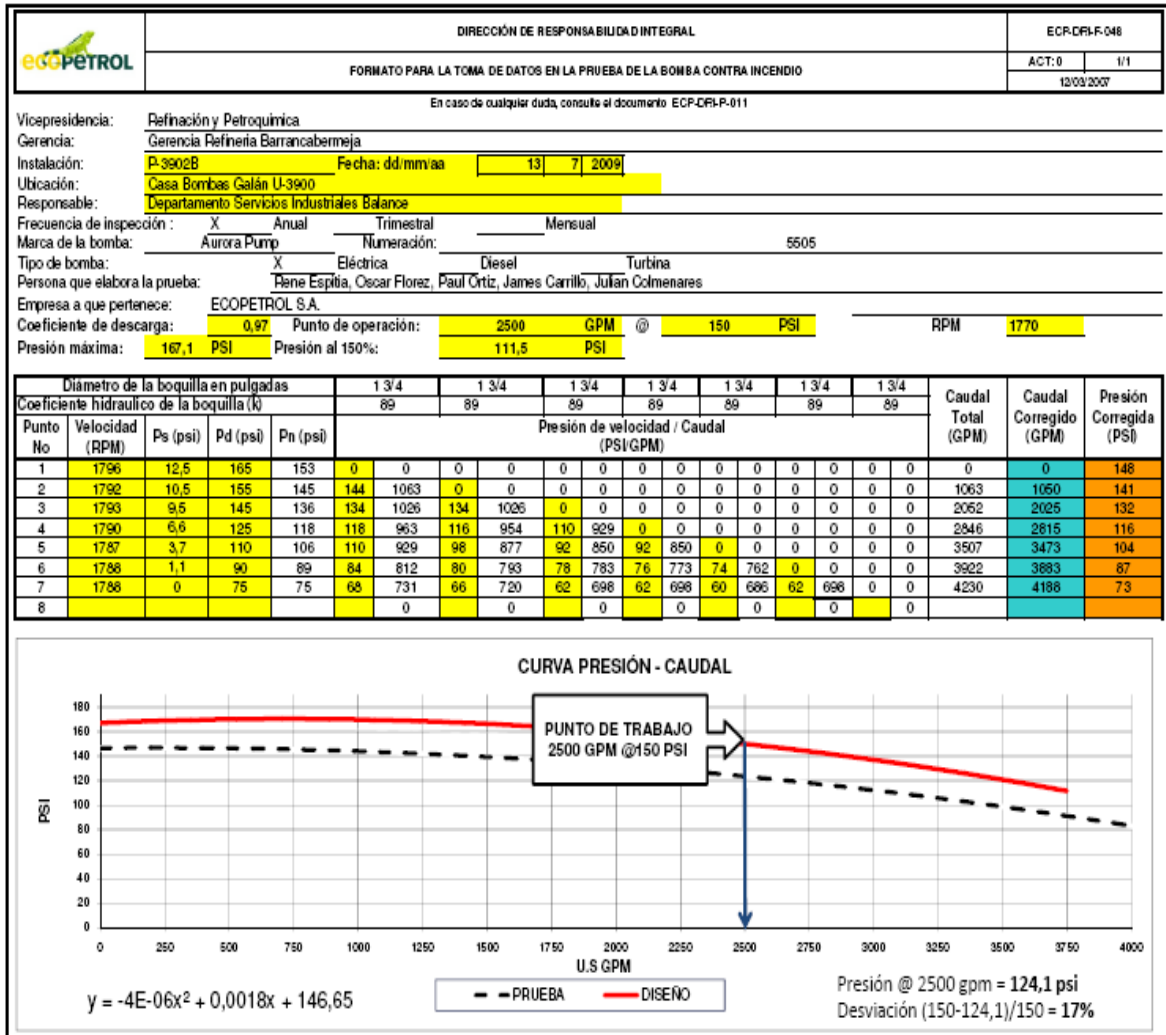 ecopetrol
DIRECCIÓN DE RESPONSABILIDAD INTEGRAL
ECP-DRI-F-048
FORMATO PARA LA TOMA DE DATOS EN LA PRUEBA DE LA BOMBA CONTRA INCENDIO
ACT: 0 1/1
12/03/2007
En caso de cualquier duda, consulte el documento ECP-DRI-P-011
Vicepresidencia: Refinación y Petroquimica
Gerencia: Gerencia Refineria Barrancabermeja
Instalación: P-3902B Fecha: dd/mm/aa 13 7 2009
Ubicación: Casa Bombas Galán U-3900
Responsable: Departamento Servicios Industriales Balance
Frecuencia de inspección : X Anual Trimestral Mensual
Marca de la bomba: Aurora Pump Numeración: 5505
Tipo de bomba: X Eléctrica Diesel Turbina
Persona que elabora la prueba: Rene Espitia, Oscar Florez, Paul Ortiz, James Carrillo, Julian Colmenares
Empresa a que pertenece: ECOPETROL S.A.
Coeficiente de descarga: 0,97 Punto de operación: 2500 GPM @ 150 PSI RPM 1770
Presión máxima: 167,1 PSI Presión al 150%: 111,5 PSI
Diámetro de la boquilla en pulgadas 1 3/4 1 3/4 1 3/4 1 3/4 1 3/4 1 3/4 1 3/4 Caudal Total (GPM) Caudal Corregido (GPM) Presión Corregida (PSI)
Coeficiente hidraulico de la boquilla (k) 89 89 89 89 89 89 89
Punto No Velocidad (RPM) Ps (psi) Pd (psi) Pn (psi) Presión de velocidad / Caudal (PSI/GPM)
1 1796 12,5 165 153 0 0 0 0 0 0 0 0 0 0 0 0 0 0 0 0 148
2 1792 10,5 155 145 144 1063 0 0 0 0 0 0 0 0 0 0 0 0 1063 1050 141
3 1793 9,5 145 136 134 1026 134 1026 0 0 0 0 0 0 0 0 0 0 2052 2025 132
4 1790 6,6 125 118 118 963 116 954 110 929 0 0 0 0 0 0 0 0 2846 2815 116
5 1787 3,7 110 106 110 929 98 877 92 850 92 850 0 0 0 0 0 0 3507 3473 104
6 1788 1,1 90 89 84 812 80 793 78 783 76 773 74 762 0 0 0 0 3922 3883 87
7 1788 0 75 75 68 731 66 720 62 698 62 698 60 686 62 698 0 0 4230 4188 73
8 0 0 0 0 0 0 0
CURVA PRESIÓN - CAUDAL
PUNTO DE TRABAJO
2500 GPM @150 PSI
PSI
180
160
140
120
100
80
60
40
20
0
0 250 500 750 1000 1250 1500 1750 2000 2250 2500 2750 3000 3250 3500 3750 4000
U.S GPM
PRUEBA DISEÑO
y = -4E-06x² + 0,0018x + 146,65
Presión @ 2500 gpm = 124,1 psi
Desviación (150-124,1)/150 = 17%